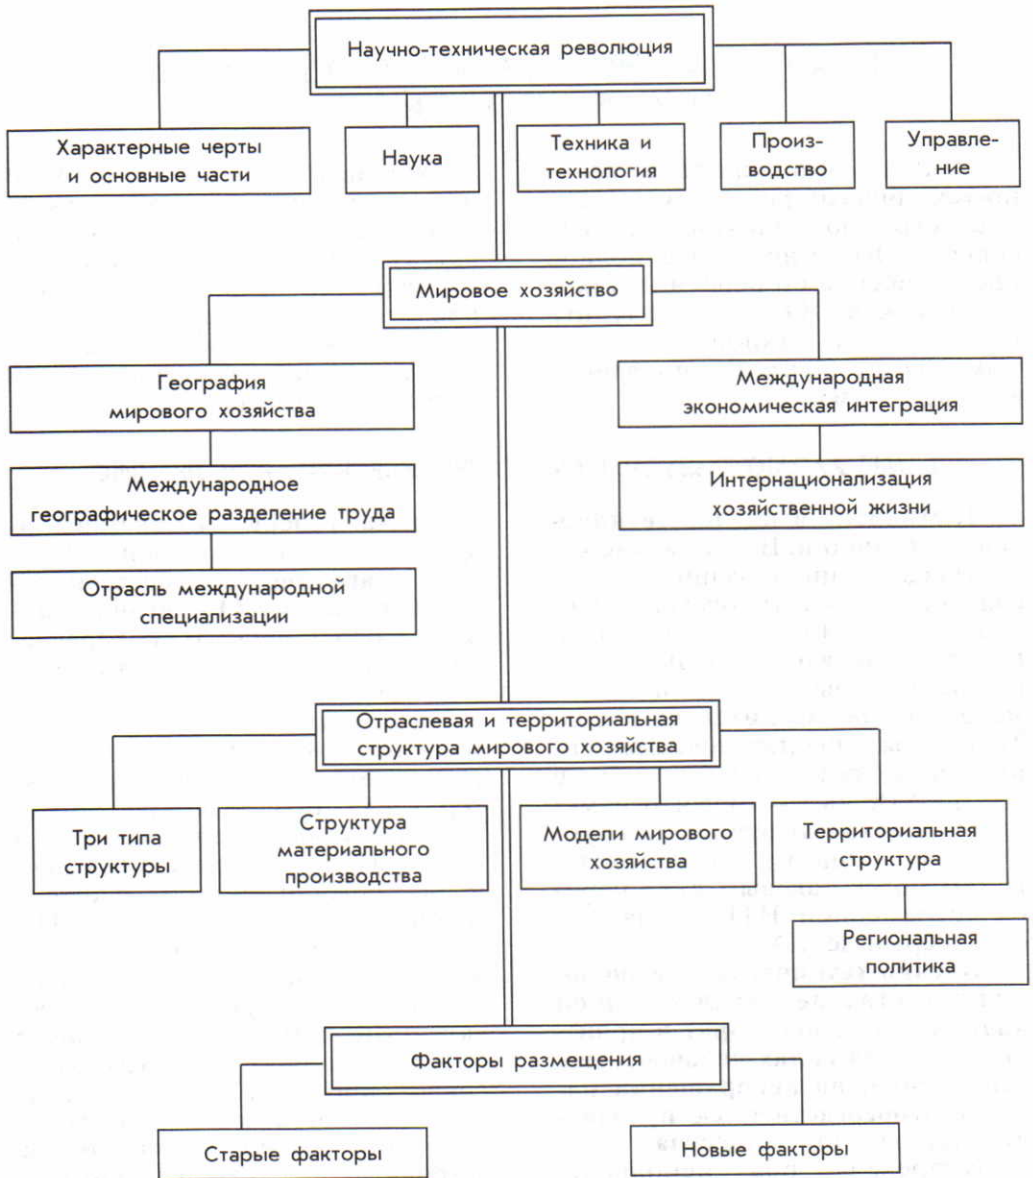 Научно-техническая революция
Характерные черты
и основные части
Наука
Техника и
технология
Произ-
водство
Управле-
ние
Мировое хозяйство
География
мирового хозяйства
Международное
географическое разделение труда
Отрасль международной
специализации
Международная
экономическая интеграция
Интернационализация
хозяйственной жизни
Отраслевая и территориальная
структура мирового хозяйства
Три типа
структуры
Структура
материального
производства
Модели мирового
хозяйства
Территориальная
структура
Региональная
политика
Факторы размещения
Старые факторы
Новые факторы